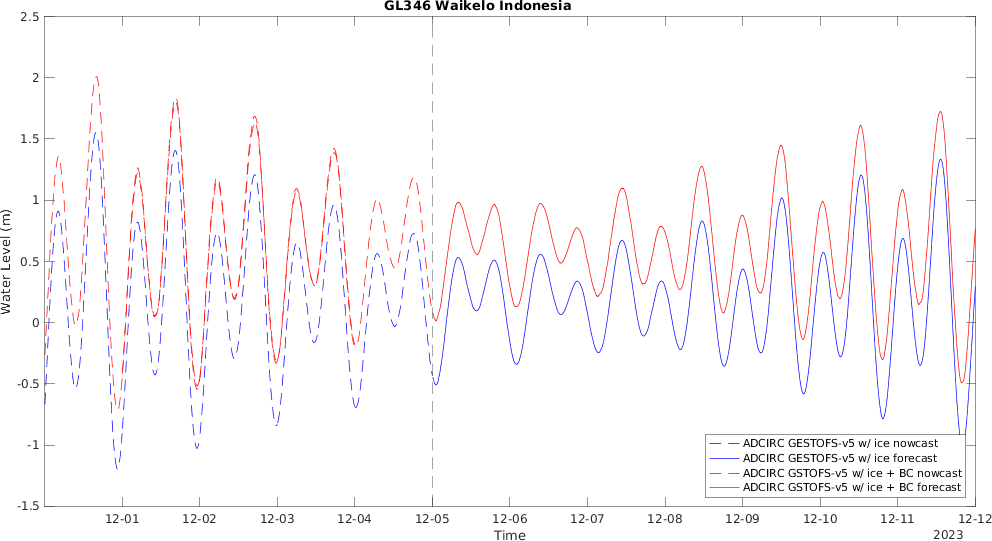 GL346 Waikelo Indonesia
2.5
2
1.5
1
0.5
0
-0.5
-1
-1.5
Water Level (m)
12-01 12-02 12-03 12-04 12-05 12-06 12-07 12-08 12-09 12-10 12-11 12-12
Time
2023
ADCIRC GESTOFS-v5 w/ ice nowcast
ADCIRC GESTOFS-v5 w/ ice forecast
ADCIRC GSTOFS-v5 w/ ice + BC nowcast
ADCIRC GSTOFS-v5 w/ ice + BC forecast